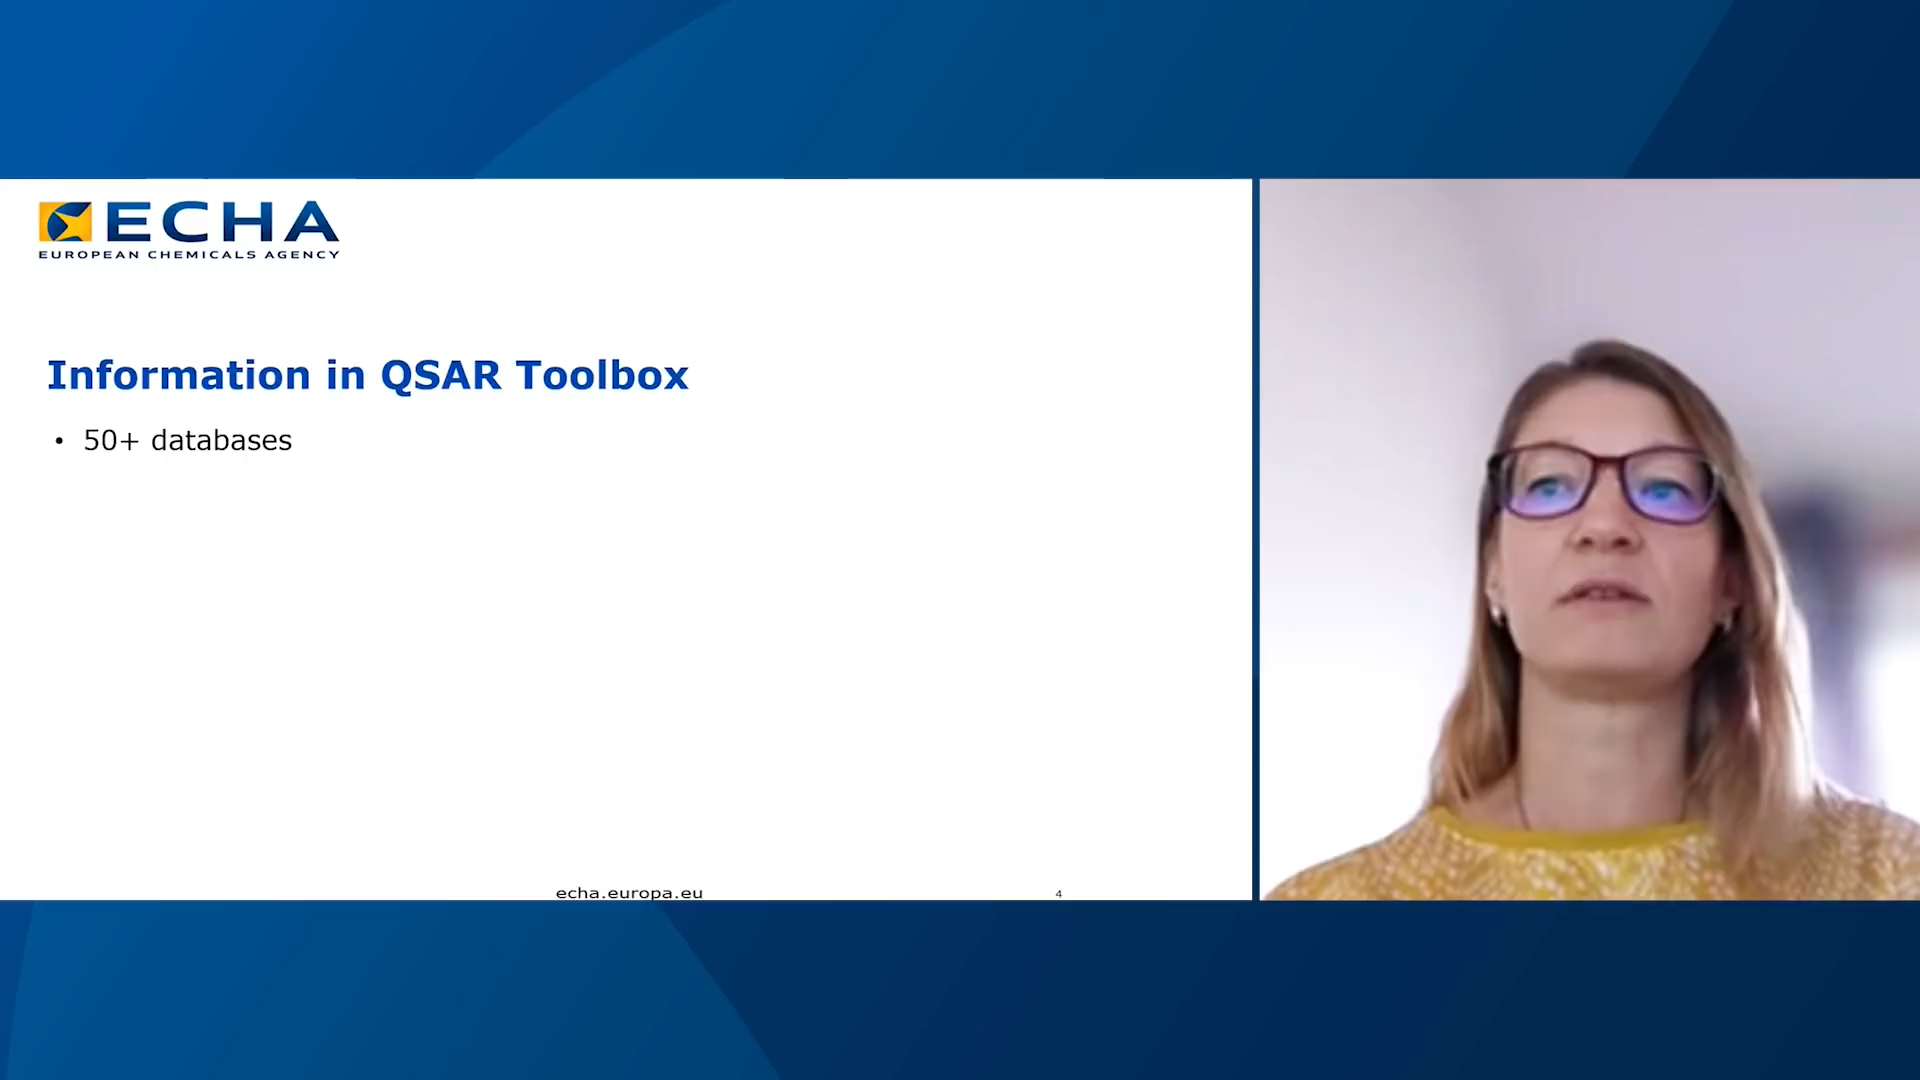 ECHA
EUROPEAN CHEMICALS AGENCY
Information in QSAR Toolbox
• 50+ databases
echa.europa.eu
4